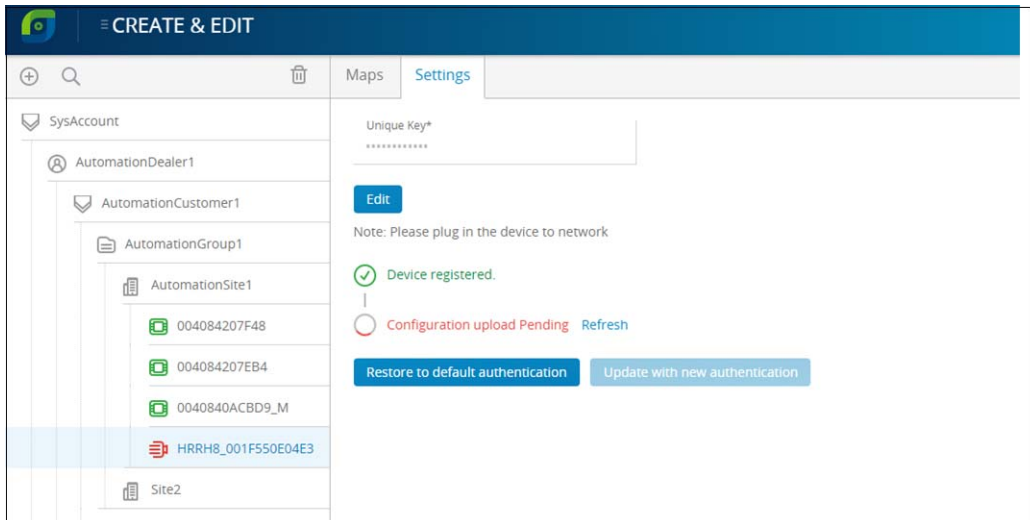 CREATE & EDIT
Maps Settings
SysAccount
AutomationDealer1
AutomationCustomer1
AutomationGroup1
AutomationSite1
004084207F48
004084207EB4
0040840ACBD9_M
HRRH8_001F550E04E3
Site2
Unique Key*
************
Edit
Note: Please plug in the device to network
Device registered.
Configuration upload Pending Refresh
Restore to default authentication Update with new authentication